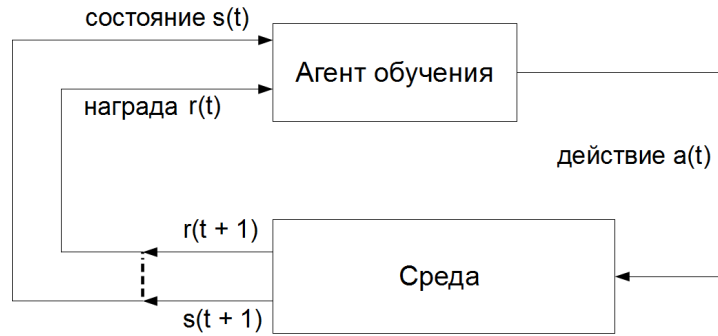 состояние s(t)
Агент обучения
награда r(t)
действие a(t)
r(t + 1)
Среда
s(t + 1)